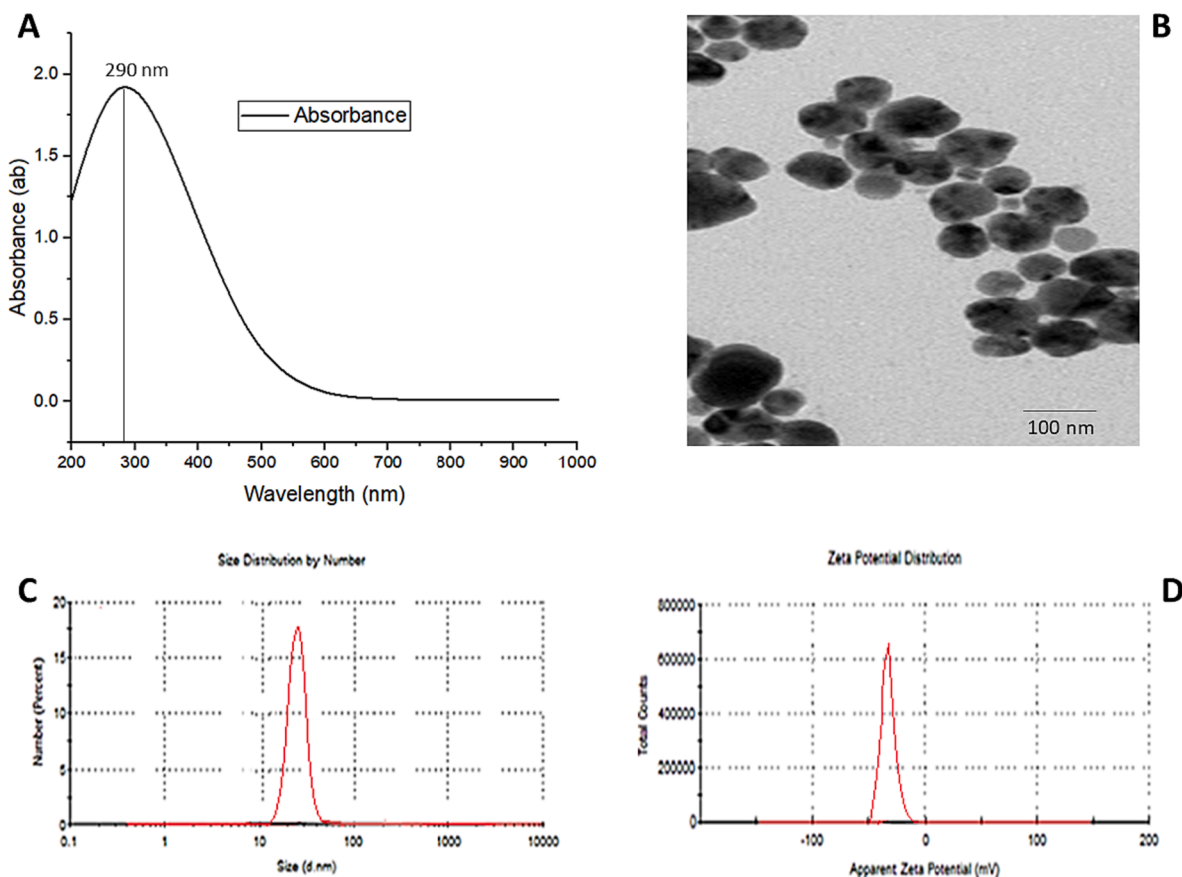 A
290 nm
Absorbance
2.0
1.5
1.0
0.5
0.0
Absorbance (ab)
200 300 400 500 600 700 800 900 1000
Wavelength (nm)
B
100 nm
Size Distribution by Number
C
20
15
10
5
0
Number (Percent)
0.1 1 10 100 1000 10000
Size (d.nm)
Zeta Potential Distribution
D
800000
600000
400000
200000
0
Total Counts
-100 0 100 200
Apparent Zeta Potential (mV)